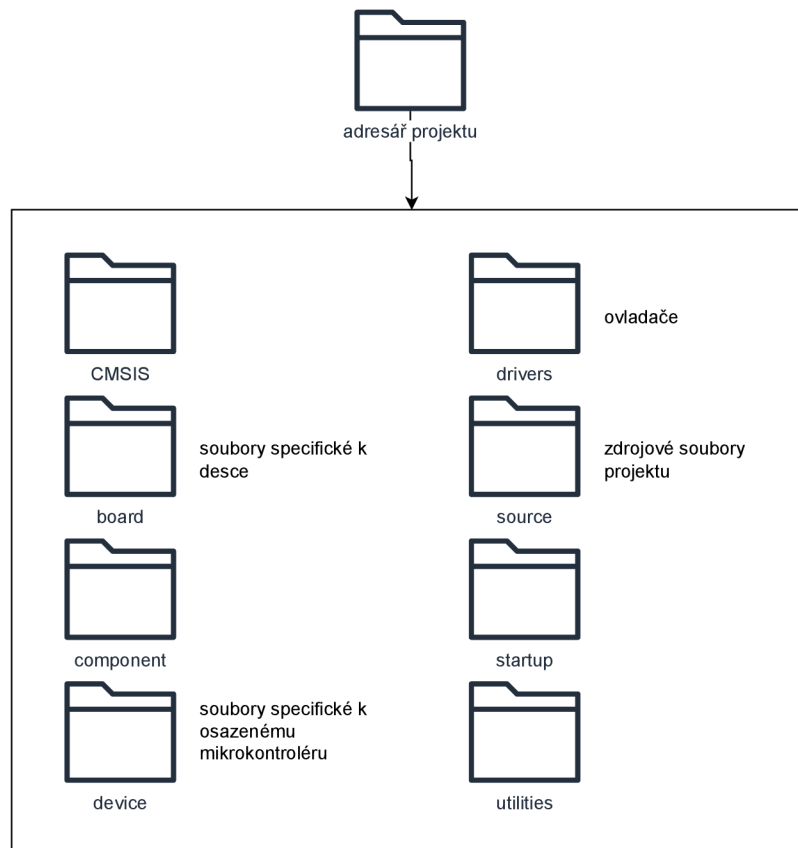 adresář projektu
CMSIS
ovladače
drivers
soubory specifické k
desce
board
zdrojové soubory
projektu
source
component
startup
soubory specifické k
osazenému
mikrokontroléru
device
utilities